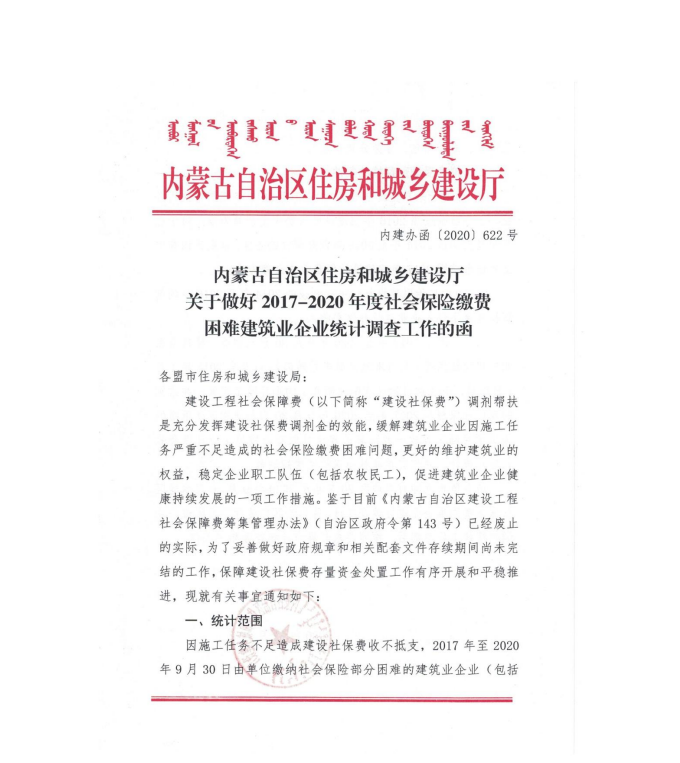 内蒙古自治区住房和城乡建设厅
内建办函〔2020〕622 号
内蒙古自治区住房和城乡建设厅
关于做好 2017-2020 年度社会保险缴费
困难建筑业企业统计调查工作的函
各盟市住房和城乡建设局：
建设工程社会保障费（以下简称“建设社保费”）调剂帮扶
是充分发挥建设社保费调剂金的效能，缓解建筑业企业因施工任
务严重不足造成的社会保险缴费困难问题，更好的维护建筑业的
权益，稳定企业职工队伍（包括农牧民工），促进建筑业企业健
康持续发展的一项工作措施。鉴于目前《内蒙古自治区建设工程
社会保障费筹集管理办法》（自治区政府令第 143 号）已经废止
的实际，为了妥善做好政府规章和相关配套文件存续期间尚未完
结的工作，保障建设社保费存量资金处置工作有序开展和平稳推
进，现就有关事宜通知如下：
一、统计范围
因施工任务不足造成建设社保费收不抵支，2017 年至 2020
年 9 月 30 日由单位缴纳社会保险部分困难的建筑业企业（包括